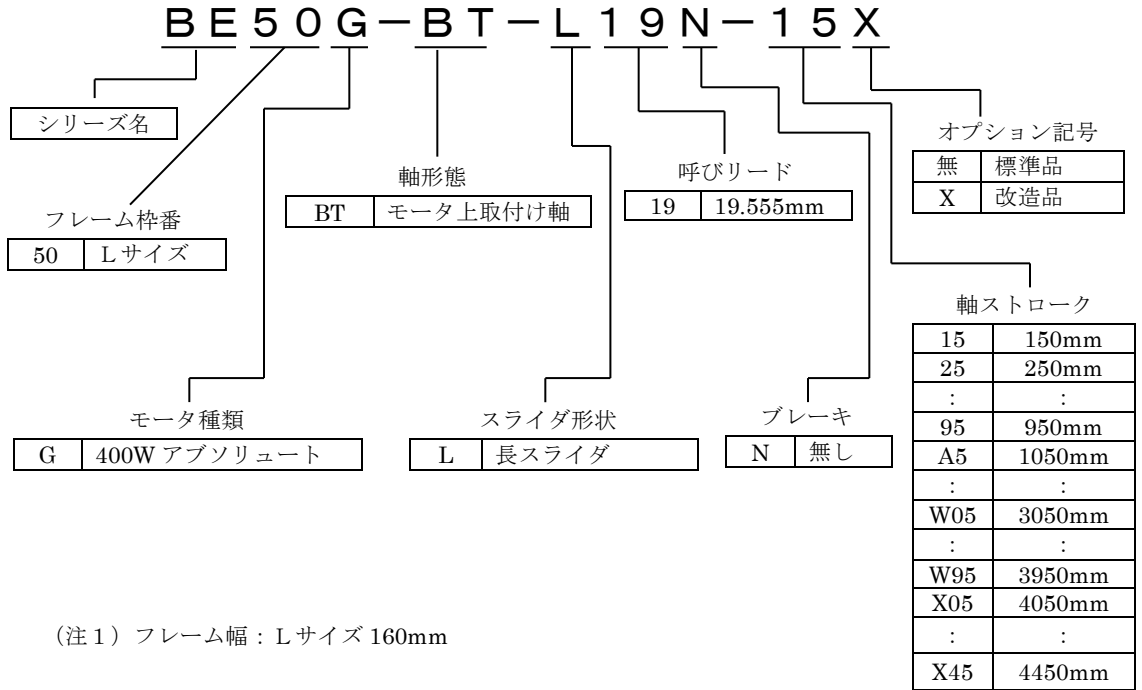 ＢＥ５０Ｇ－ＢＴ－Ｌ１９Ｎ－１５Ｘ
シリーズ名
オプション記号
無 標準品
X 改造品
軸形態
BT モータ上取付け軸
呼びリード
19 19.555mm
フレーム枠番
50 Ｌサイズ
軸ストローク
15 150mm
25 250mm
: :
95 950mm
A5 1050mm
: :
W05 3050mm
: :
W95 3950mm
X05 4050mm
: :
X45 4450mm
モータ種類
G 400W アブソリュート
スライダ形状
L 長スライダ
ブレーキ
N 無し
（注１）フレーム幅：Ｌサイズ 160mm